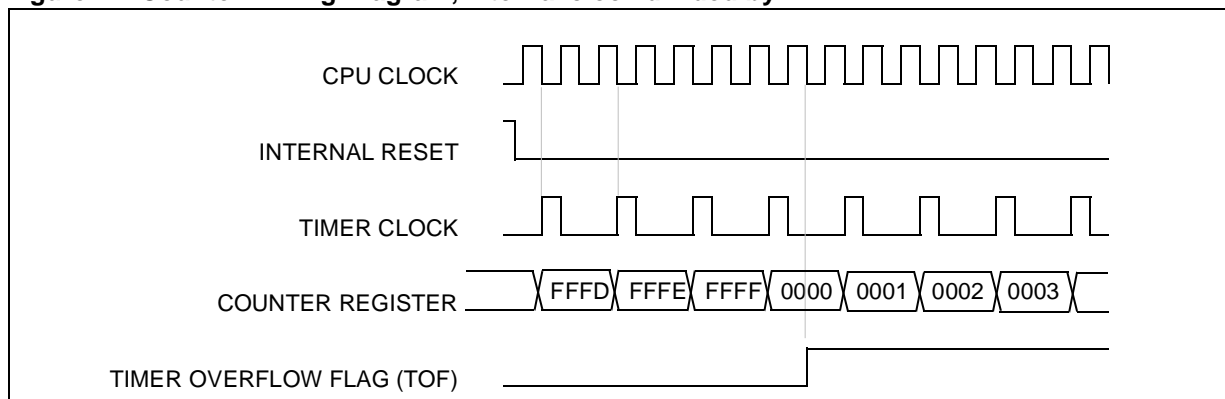 CPU CLOCK
INTERNAL RESET
TIMER CLOCK
COUNTER REGISTER
FFFD FFFE FFFF 0000 0001 0002 0003
TIMER OVERFLOW FLAG (TOF)